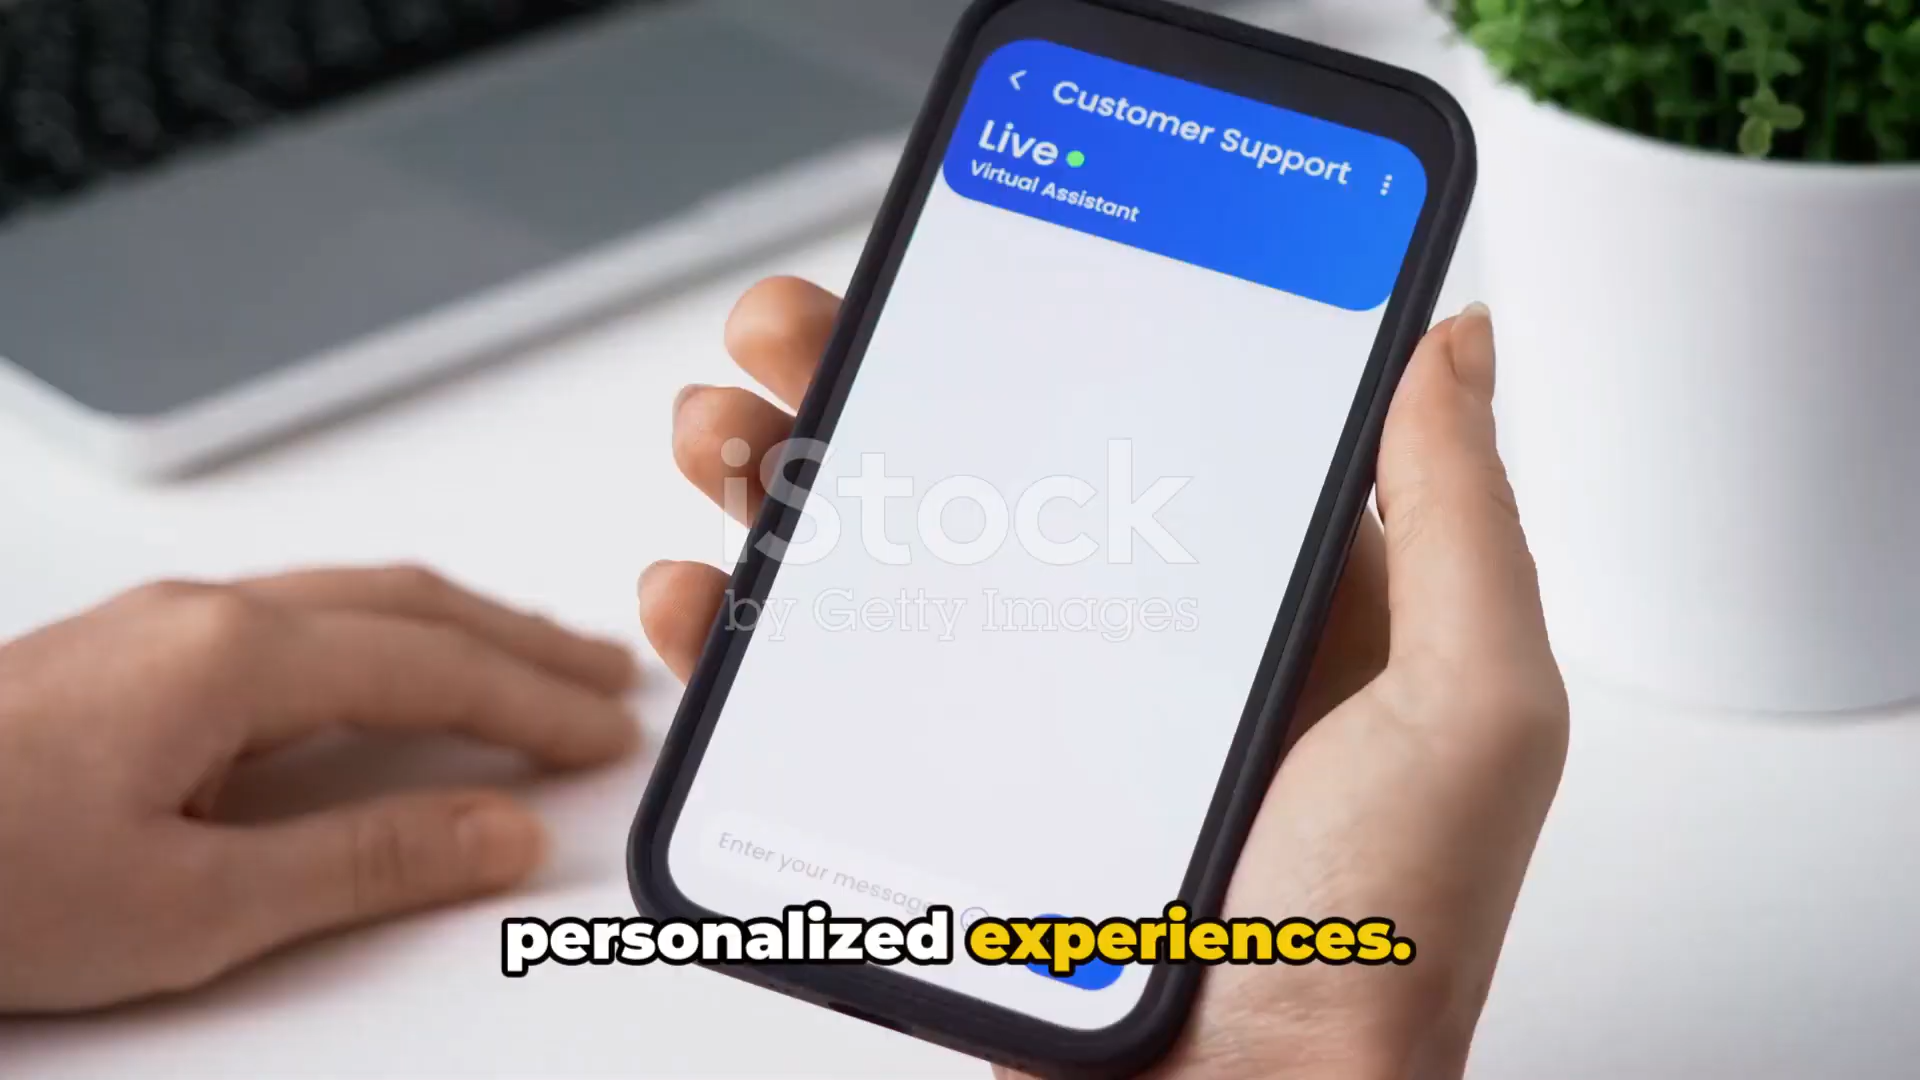 Customer Support
Live
Virtual Assistant
iStock
by Getty Images
Enter your message
personalized experiences.